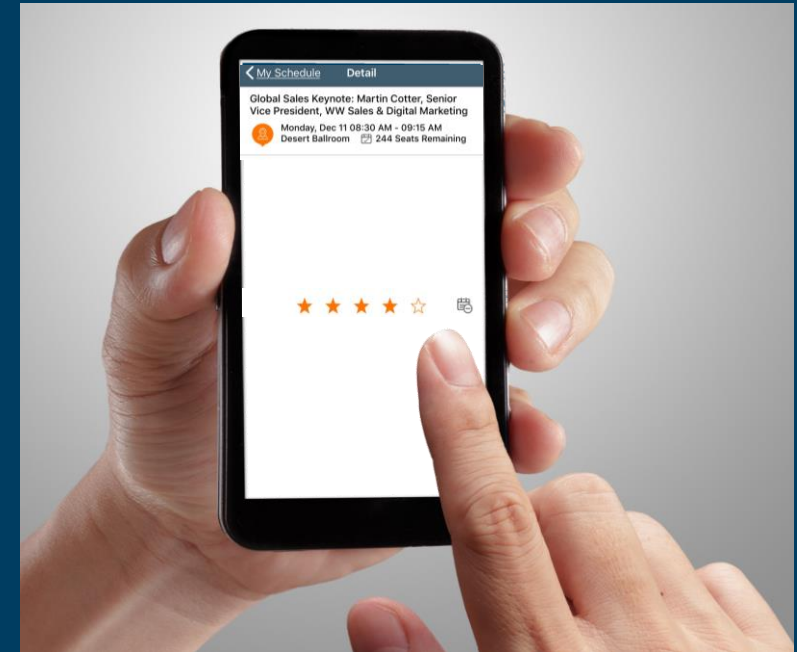 My Schedule Detail
Global Sales Keynote: Martin Cotter, Senior
Vice President, WW Sales & Digital Marketing
Monday, Dec 11 08:30 AM - 09:15 AM
Desert Ballroom 244 Seats Remaining